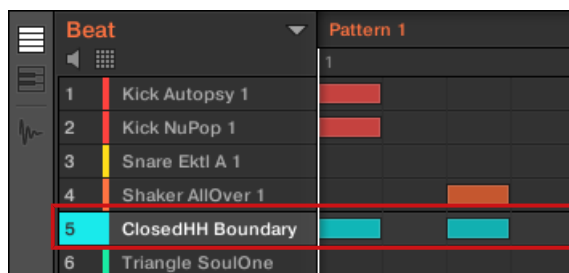 Beat
Pattern 1
1
1 Kick Autopsy 1
2 Kick NuPop 1
3 Snare Ektl A 1
4 Shaker AllOver 1
5 ClosedHH Boundary
6 Triangle SoulOne